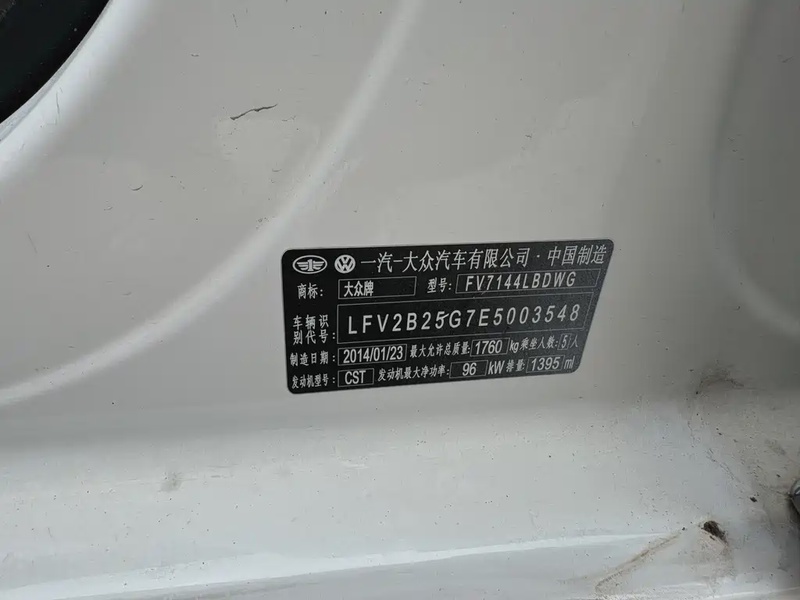 一汽-大众汽车有限公司·中国制造
商标: 大众牌 型号: FV7144LBDWG
车辆识别代号: LFV2B25G7E5003548
制造日期: 2014/01/23 最大允许总质量: 1760 kg 乘坐人数: 5 人
发动机型号: CST 发动机最大净功率: 96 kW 排量: 1395 ml